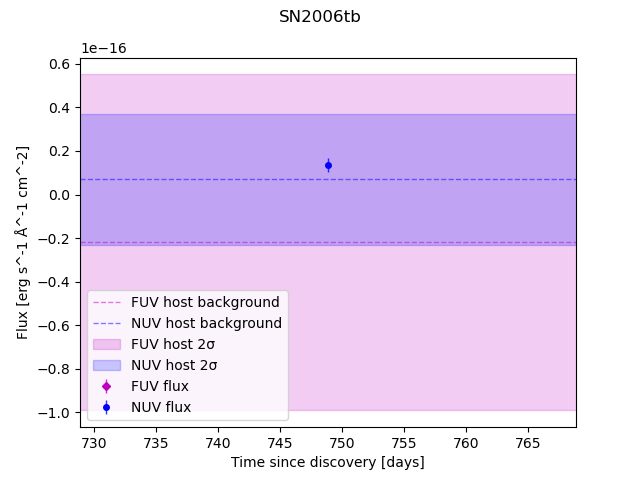 SN2006tb
1e−16
0.6
0.4
0.2
0.0
−0.2
−0.4
−0.6
−0.8
−1.0
Flux [erg s^-1 Å^-1 cm^-2]
FUV host background
NUV host background
FUV host 2σ
NUV host 2σ
FUV flux
NUV flux
730 735 740 745 750 755 760 765
Time since discovery [days]